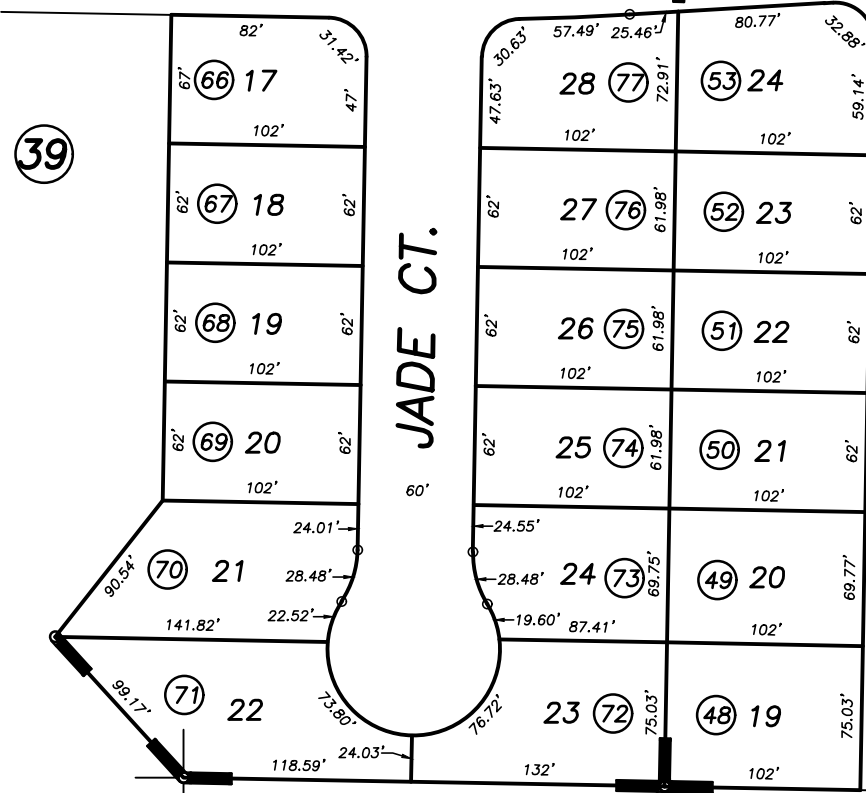 82' 31.42' 30.63' 57.49' 25.46' 80.77' 32.88'
67' 66 17 47' 47.63' 28 77 72.91' 53 24 59.14'
102' 102' 102'
39
62' 67 18 62' 62' 27 76 61.98' 52 23 62'
102' 102' 102'
JADE CT.
62' 68 19 62' 62' 26 75 61.98' 51 22 62'
102' 102' 102'
62' 69 20 62' 62' 25 74 61.98' 50 21 62'
102' 60' 102' 102'
24.01' 24.55'
90.54' 70 21 28.48' 28.48' 24 73 69.75' 49 20 69.77'
22.52' 19.60'
141.82' 87.41' 102'
99.17' 71 22 73.80' 76.72' 23 72 75.03' 48 19 75.03'
24.03'
118.59' 132' 102'